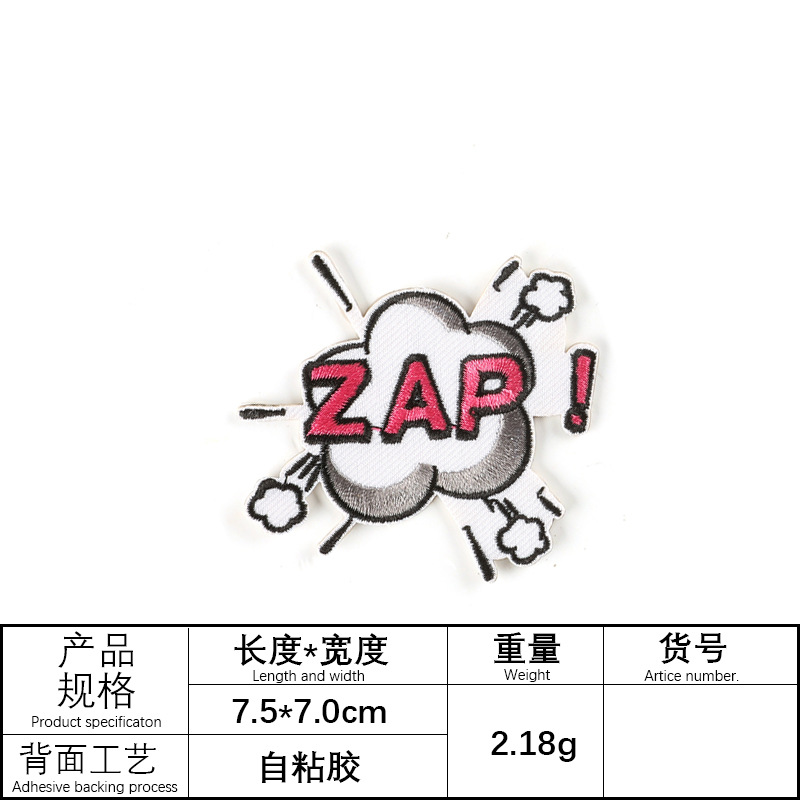 ZAP!
产品
规格
Product specificaton
长度*宽度
Length and width
重量
Weight
货号
Artice number.
7.5*7.0cm
2.18g
背面工艺
Adhesive backing process
自粘胶